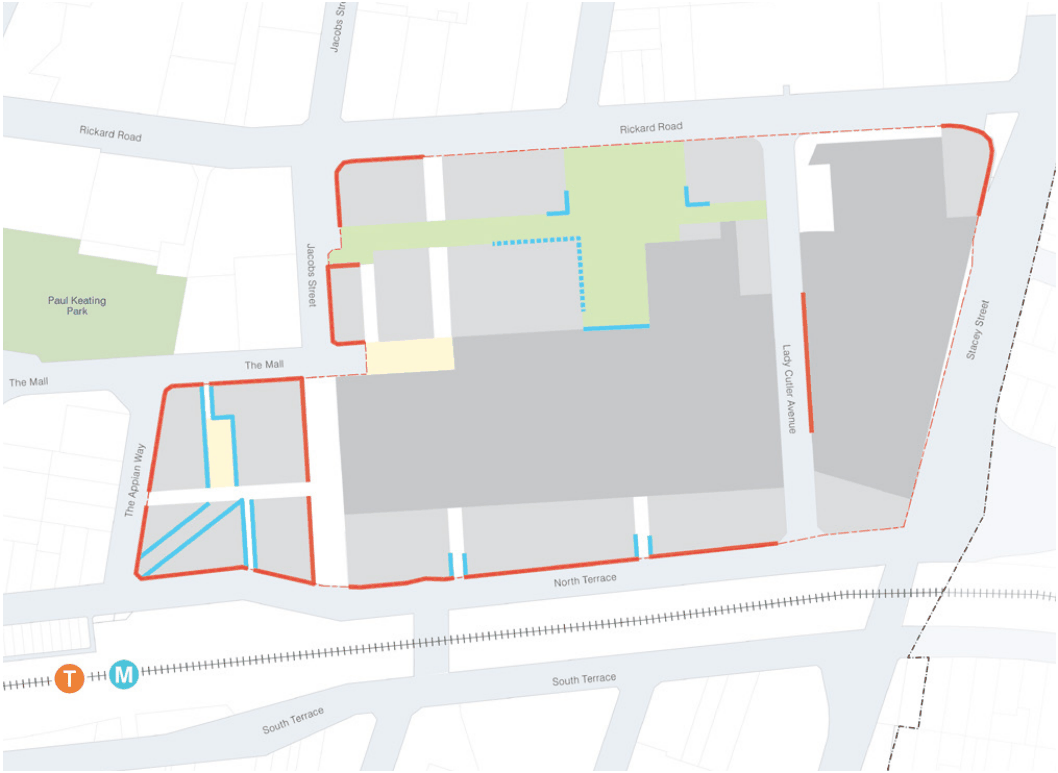 Jacobs Stre
Rickard Road
Rickard Road
Jacobs Street
Paul Keating
Park
The Mall
The Mall
Stacey Street
Lady Cutler Avenue
The Appian Way
North Terrace
T
M
South Terrace
South Terrace